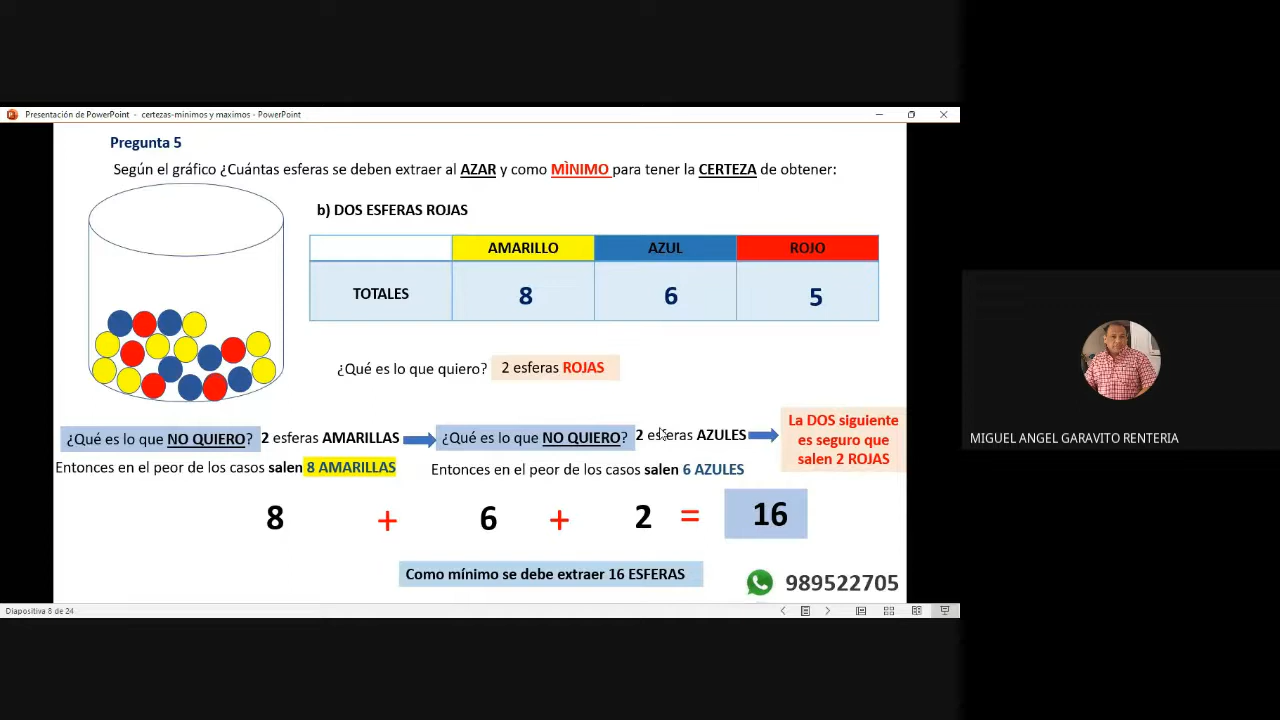 Presentación de PowerPoint - certezas-minimos y maximos - PowerPoint
Pregunta 5
Según el gráfico ¿Cuántas esferas se deben extraer al AZAR y como MÌNIMO para tener la CERTEZA de obtener:
b) DOS ESFERAS ROJAS
AMARILLO AZUL ROJO
TOTALES 8 6 5
¿Qué es lo que quiero? 2 esferas ROJAS
¿Qué es lo que NO QUIERO? 2 esferas AMARILLAS
Entonces en el peor de los casos salen 8 AMARILLAS
¿Qué es lo que NO QUIERO? 2 esferas AZULES
Entonces en el peor de los casos salen 6 AZULES
La DOS siguiente
es seguro que
salen 2 ROJAS
8 + 6 + 2 = 16
Como mínimo se debe extraer 16 ESFERAS
989522705
Diapositiva 8 de 24
MIGUEL ANGEL GARAVITO RENTERIA